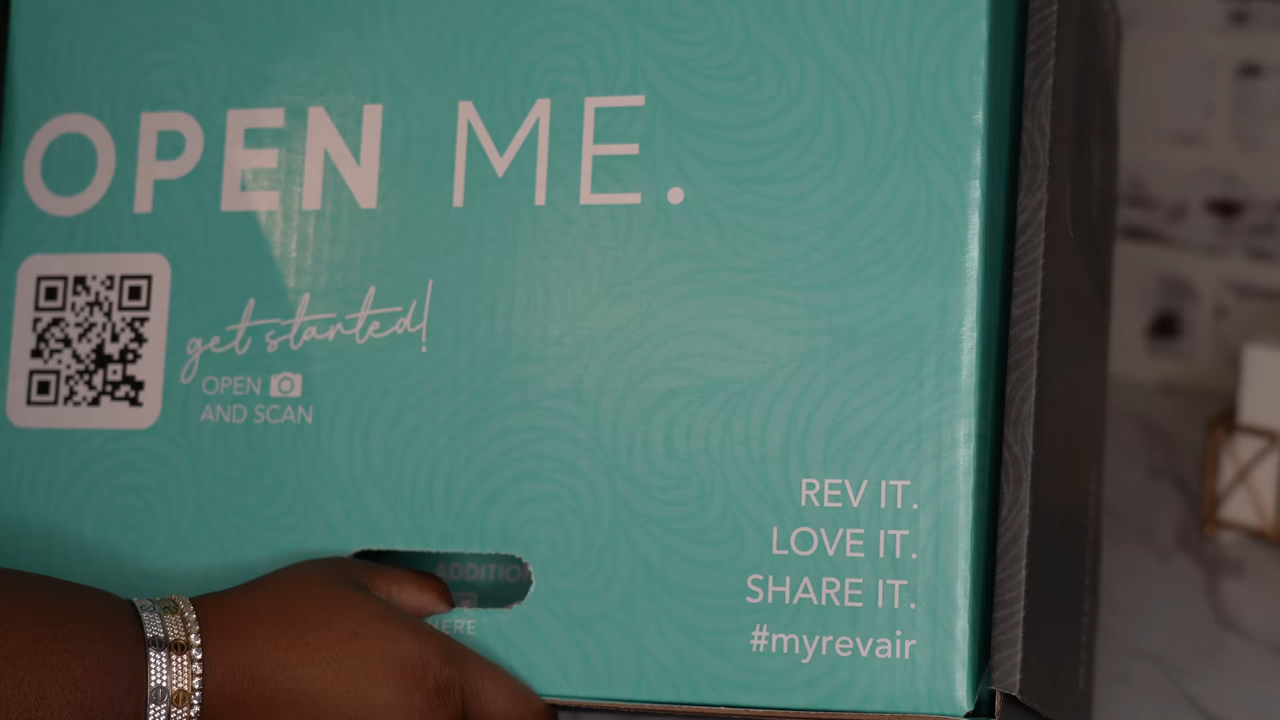 OPEN ME.
get started!
OPEN
AND SCAN
REV IT.
LOVE IT.
SHARE IT.
#myrevair